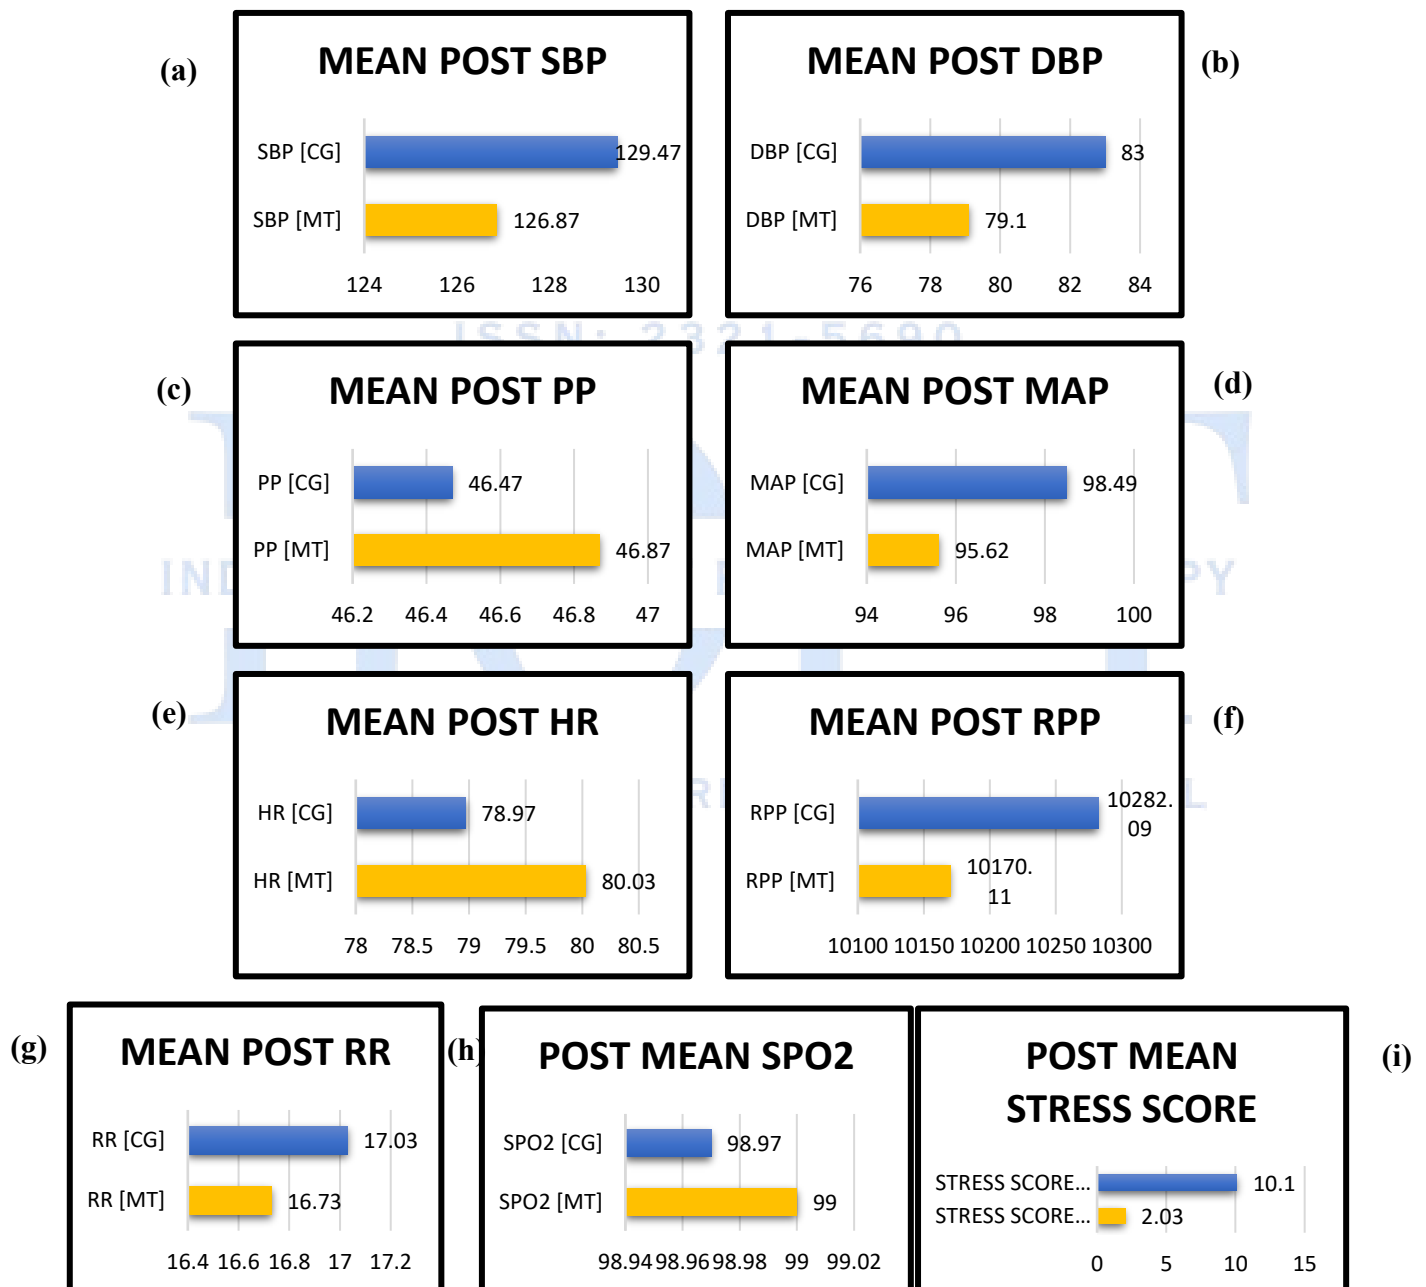 (a)
MEAN POST SBP
SBP [CG]
129.47
SBP [MT]
126.87
124 126 128 130
MEAN POST DBP
(b)
DBP [CG]
83
DBP [MT]
79.1
76 78 80 82 84
ISSN: 2321-5690
(c)
MEAN POST PP
PP [CG]
46.47
PP [MT]
46.87
46.2 46.4 46.6 46.8 47
MEAN POST MAP
(d)
MAP [CG]
98.49
MAP [MT]
95.62
94 96 98 100
IND
PY
(e)
MEAN POST HR
HR [CG]
78.97
HR [MT]
80.03
78 78.5 79 79.5 80 80.5
MEAN POST RPP
(f)
RPP [CG]
10282.
09
RPP [MT]
10170.
11
10100 10150 10200 10250 10300
(g)
MEAN POST RR
RR [CG]
17.03
RR [MT]
16.73
16.4 16.6 16.8 17 17.2
(h)
POST MEAN SPO2
SPO2 [CG]
98.97
SPO2 [MT]
99
98.94 98.96 98.98 99 99.02
POST MEAN
STRESS SCORE
(i)
STRESS SCORE...
10.1
STRESS SCORE...
2.03
0 5 10 15